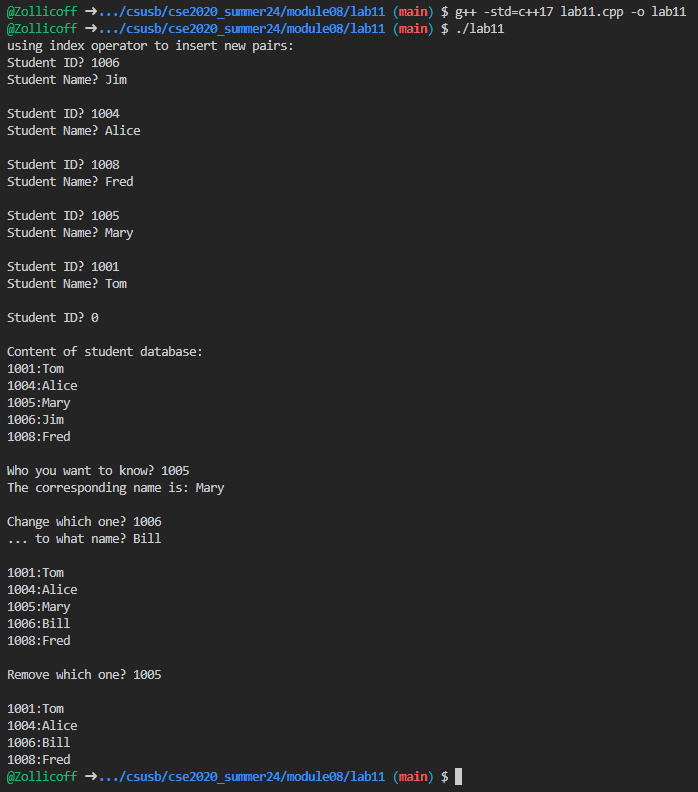 @Zollicoff ➜.../csusb/cse2020_summer24/module08/lab11 (main) $ g++ -std=c++17 lab11.cpp -o lab11
@Zollicoff ➜.../csusb/cse2020_summer24/module08/lab11 (main) $ ./lab11
using index operator to insert new pairs:
Student ID? 1006
Student Name? Jim
Student ID? 1004
Student Name? Alice
Student ID? 1008
Student Name? Fred
Student ID? 1005
Student Name? Mary
Student ID? 1001
Student Name? Tom
Student ID? 0
Content of student database:
1001:Tom
1004:Alice
1005:Mary
1006:Jim
1008:Fred
Who you want to know? 1005
The corresponding name is: Mary
Change which one? 1006
... to what name? Bill
1001:Tom
1004:Alice
1005:Mary
1006:Bill
1008:Fred
Remove which one? 1005
1001:Tom
1004:Alice
1006:Bill
1008:Fred
@Zollicoff ➜.../csusb/cse2020_summer24/module08/lab11 (main) $